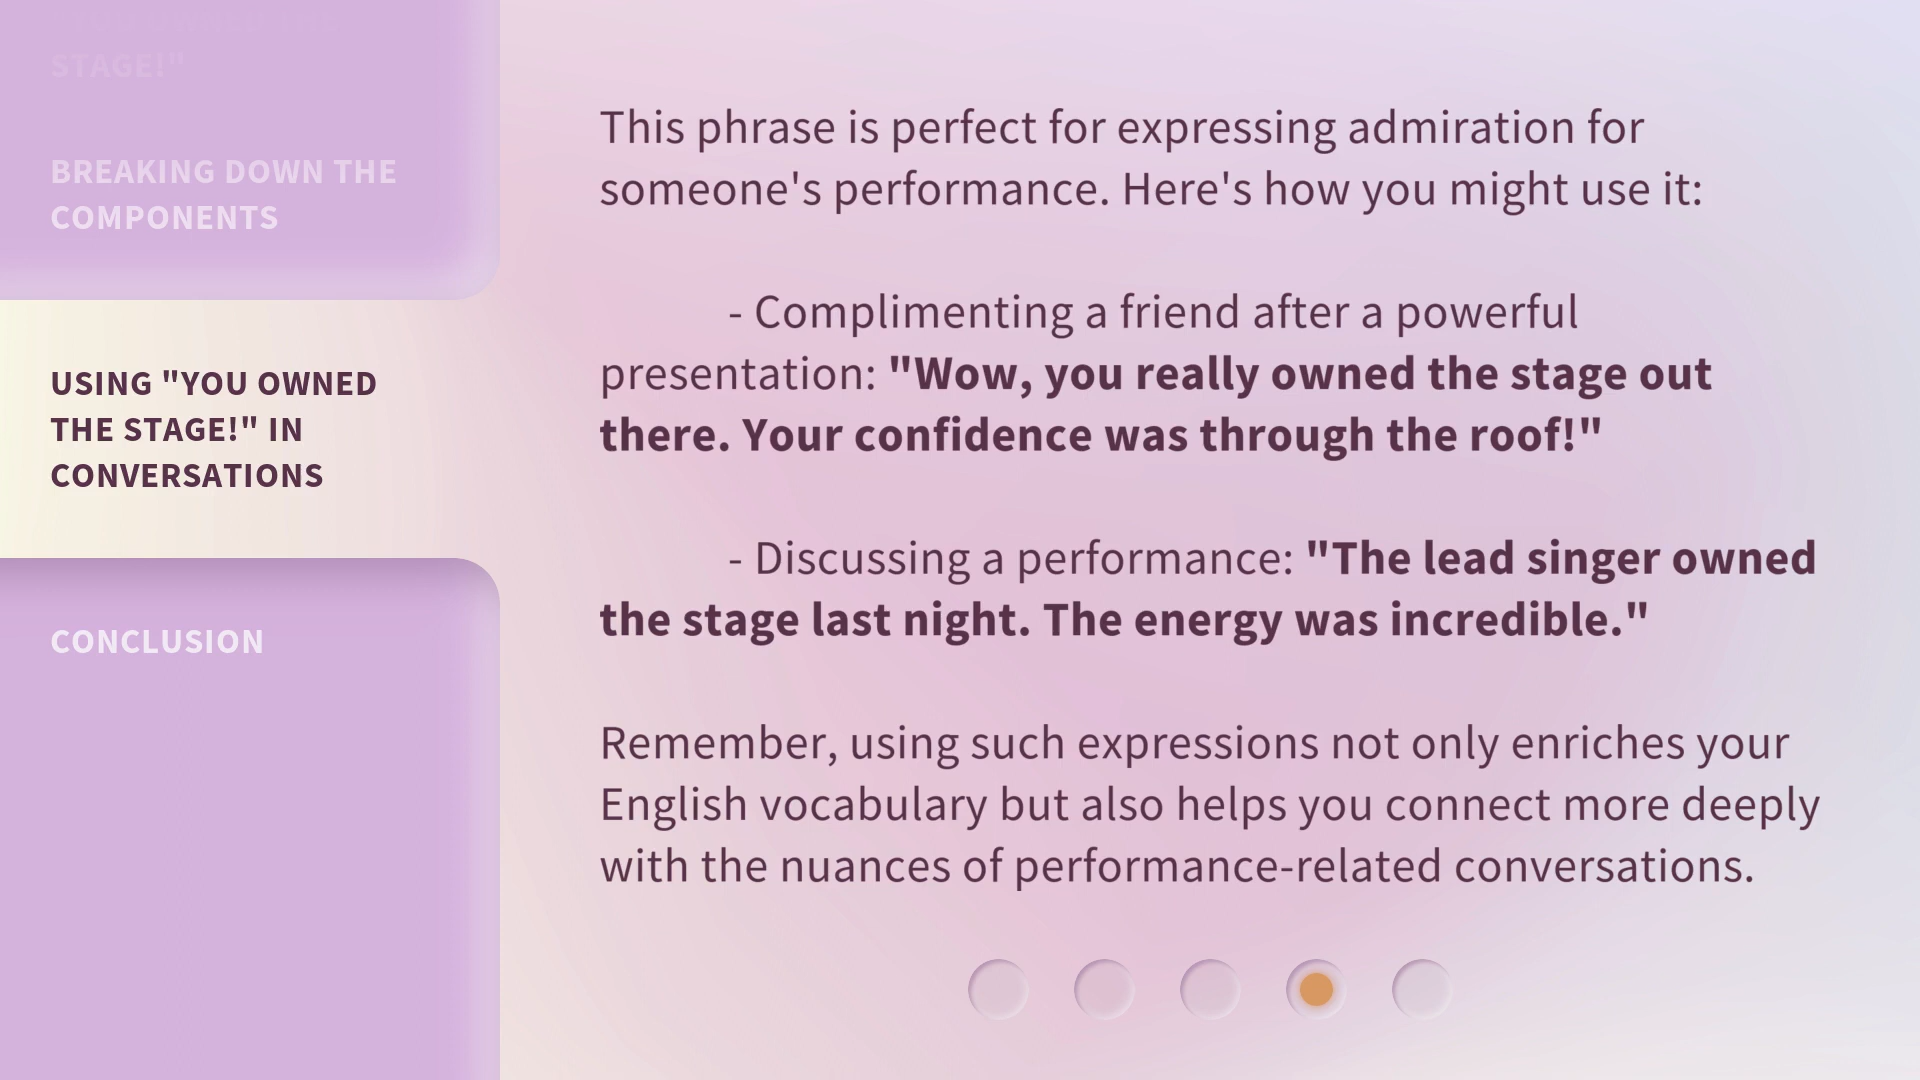 "YOU OWNED THE
STAGE!"
BREAKING DOWN THE
COMPONENTS
USING "YOU OWNED
THE STAGE!" IN
CONVERSATIONS
CONCLUSION
This phrase is perfect for expressing admiration for
someone's performance. Here's how you might use it:
- Complimenting a friend after a powerful
presentation: "Wow, you really owned the stage out
there. Your confidence was through the roof!"
- Discussing a performance: "The lead singer owned
the stage last night. The energy was incredible."
Remember, using such expressions not only enriches your
English vocabulary but also helps you connect more deeply
with the nuances of performance-related conversations.